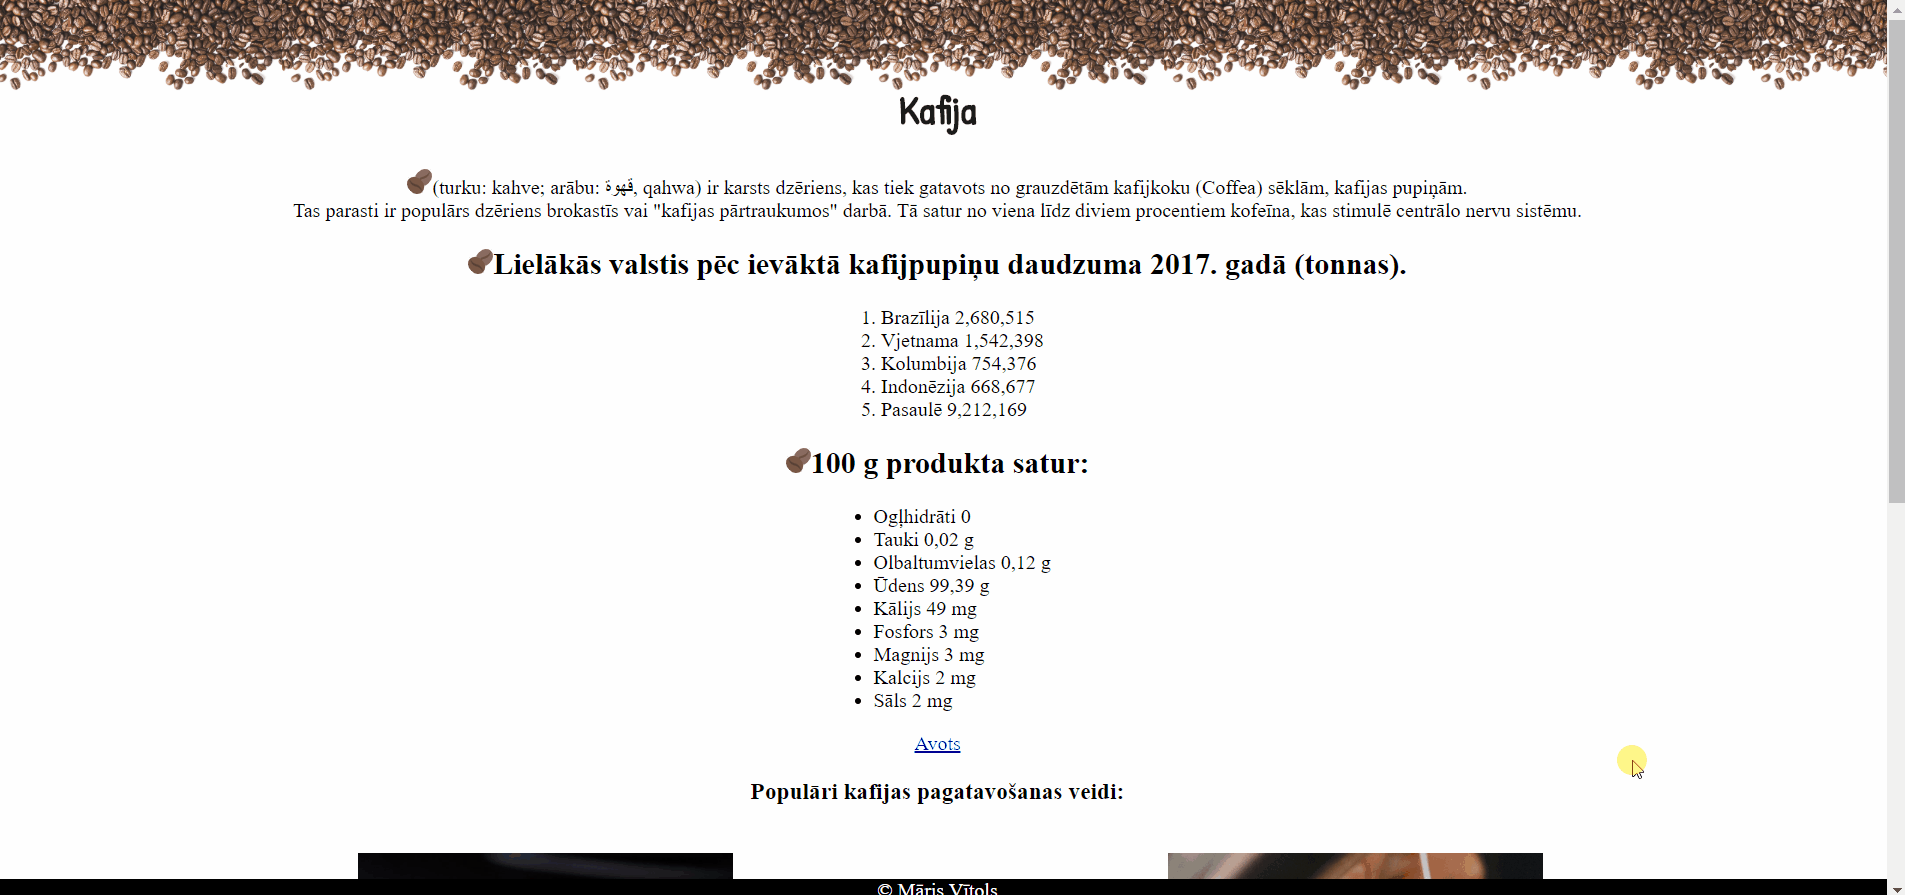 Kafija
(turku: kahve; arābu: قهوة, qahwa) ir karsts dzēriens, kas tiek gatavots no grauzdētām kafijkoku (Coffea) sēklām, kafijas pupiņām.
Tas parasti ir populārs dzēriens brokastīs vai "kafijas pārtraukumos" darbā. Tā satur no viena līdz diviem procentiem kofeīna, kas stimulē centrālo nervu sistēmu.
Lielākās valstis pēc ievāktā kafijpupiņu daudzuma 2017. gadā (tonnas).
1. Brazīlija 2,680,515
2. Vjetnama 1,542,398
3. Kolumbija 754,376
4. Indonēzija 668,677
5. Pasaulē 9,212,169
100 g produkta satur:
• Ogļhidrāti 0
• Tauki 0,02 g
• Olbaltumvielas 0,12 g
• Ūdens 99,39 g
• Kālijs 49 mg
• Fosfors 3 mg
• Magnijs 3 mg
• Kalcijs 2 mg
• Sāls 2 mg
Avots
Populāri kafijas pagatavošanas veidi:
© Māris Vītols